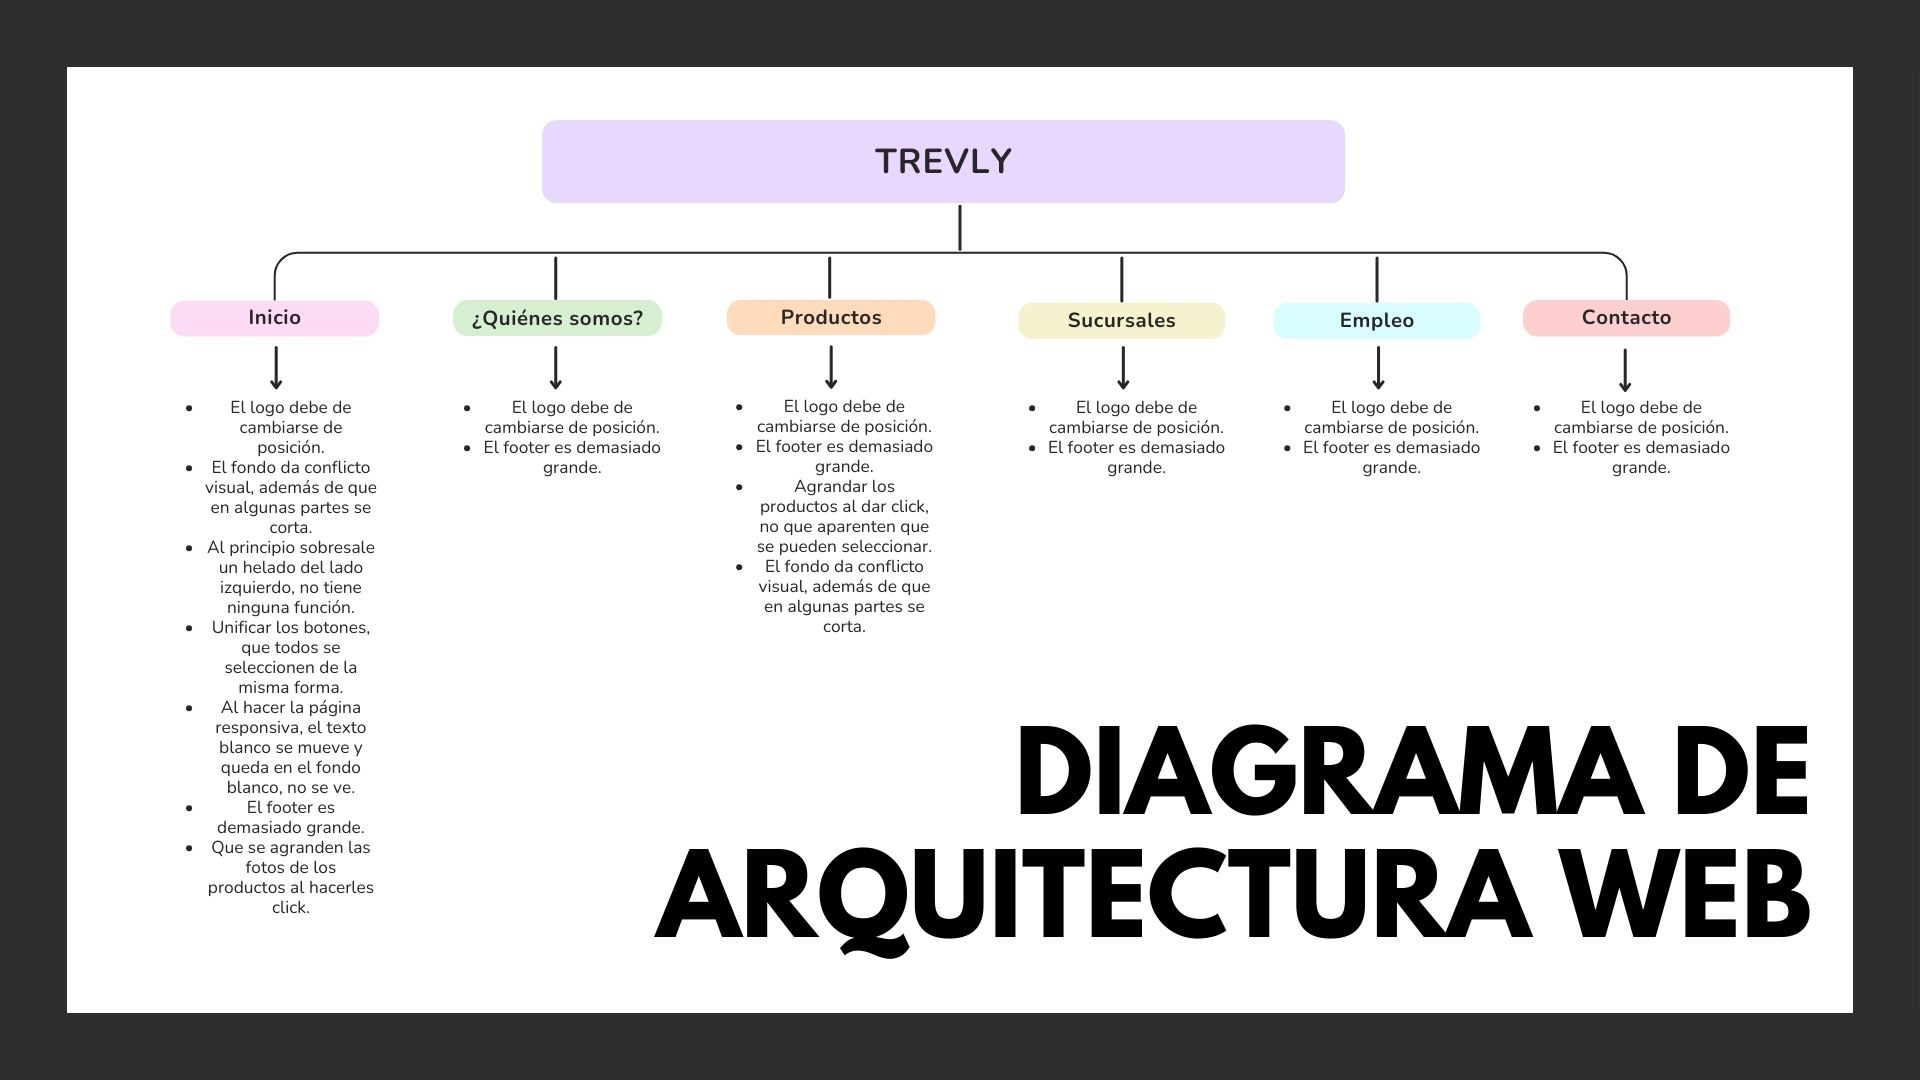 TREVLY
Inicio
El logo debe de
cambiarse de
posición.
El fondo da conflicto
visual, además de que
en algunas partes se
corta.
Al principio sobresale
un helado del lado
izquierdo, no tiene
ninguna función.
Unificar los botones,
que todos se
seleccionen de la
misma forma.
Al hacer la página
responsiva, el texto
blanco se mueve y
queda en el fondo
blanco, no se ve.
El footer es
demasiado grande.
Que se agranden las
fotos de los
productos al hacerles
click.
¿Quiénes somos?
El logo debe de
cambiarse de posición.
El footer es demasiado
grande.
Productos
El logo debe de
cambiarse de posición.
El footer es demasiado
grande.
Agrandar los
productos al dar click,
no que aparenten que
se pueden seleccionar.
El fondo da conflicto
visual, además de que
en algunas partes se
corta.
Sucursales
El logo debe de
cambiarse de posición.
El footer es demasiado
grande.
Empleo
El logo debe de
cambiarse de posición.
El footer es demasiado
grande.
Contacto
El logo debe de
cambiarse de posición.
El footer es demasiado
grande.
DIAGRAMA DE
ARQUITECTURA WEB